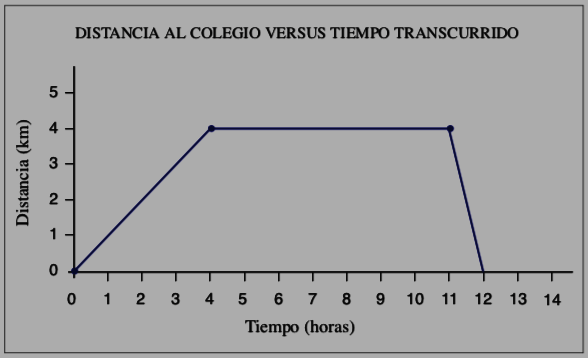 DISTANCIA AL COLEGIO VERSUS TIEMPO TRANSCURRIDO
Distancia (km)
5
4
3
2
1
0
0 1 2 3 4 5 6 7 8 9 10 11 12 13 14
Tiempo (horas)